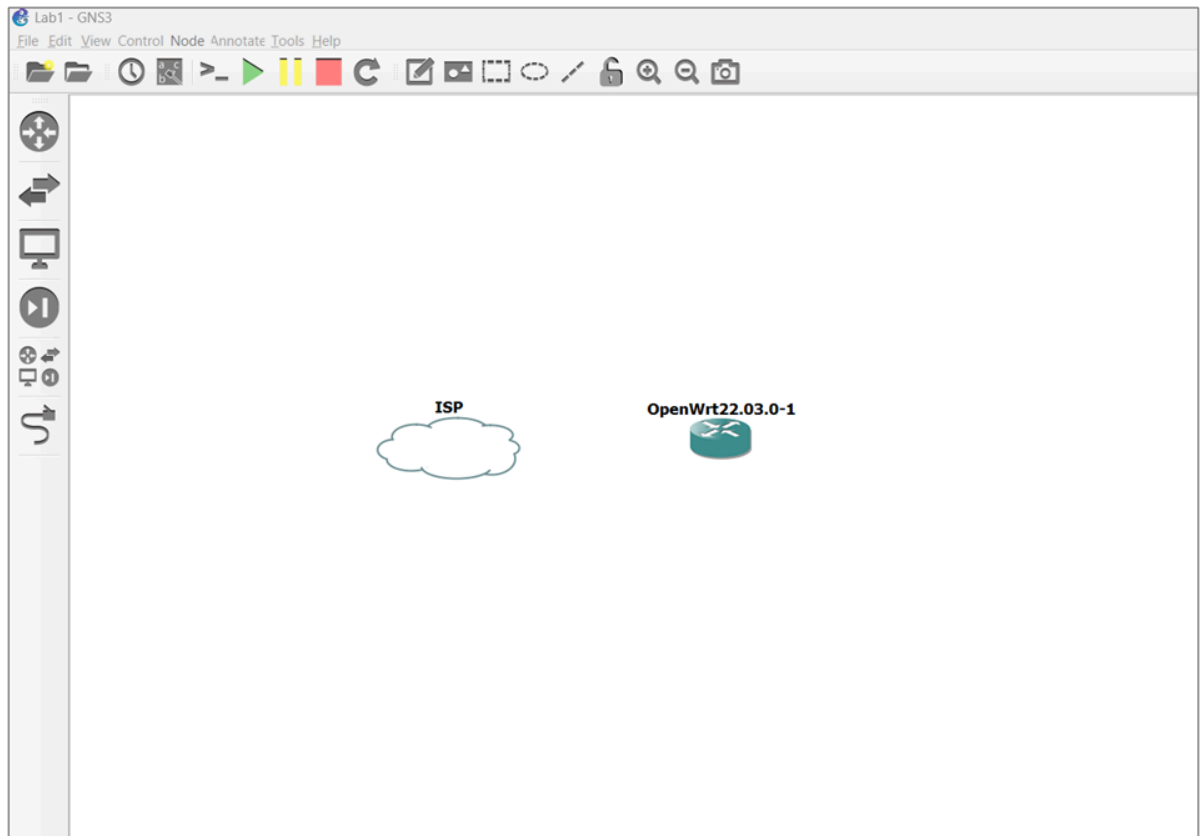 Lab1 - GNS3
File Edit View Control Node Annotate Tools Help
ISP
OpenWrt22.03.0-1